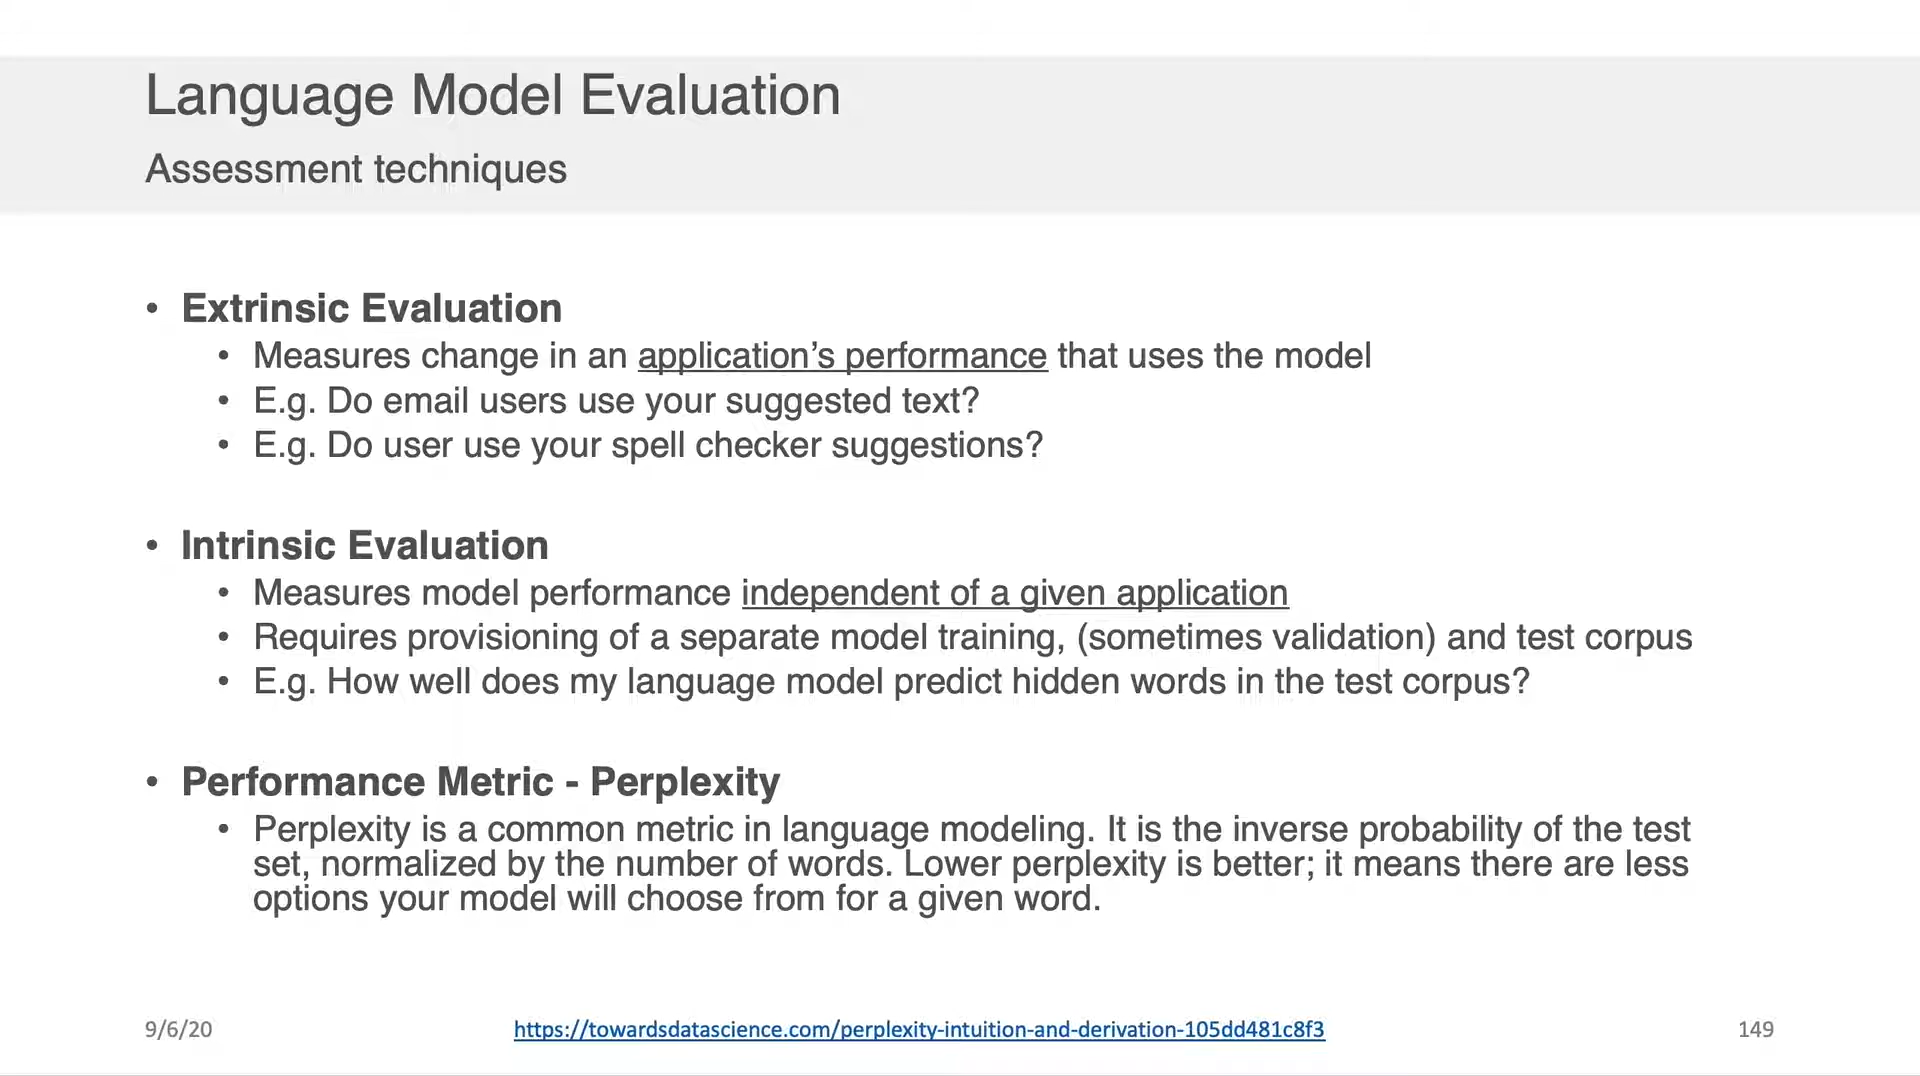 Language Model Evaluation
Assessment techniques
• Extrinsic Evaluation
• Measures change in an application’s performance that uses the model
• E.g. Do email users use your suggested text?
• E.g. Do user use your spell checker suggestions?
• Intrinsic Evaluation
• Measures model performance independent of a given application
• Requires provisioning of a separate model training, (sometimes validation) and test corpus
• E.g. How well does my language model predict hidden words in the test corpus?
• Performance Metric - Perplexity
• Perplexity is a common metric in language modeling. It is the inverse probability of the test
set, normalized by the number of words. Lower perplexity is better; it means there are less
options your model will choose from for a given word.
9/6/20
https://towardsdatascience.com/perplexity-intuition-and-derivation-105dd481c8f3
149